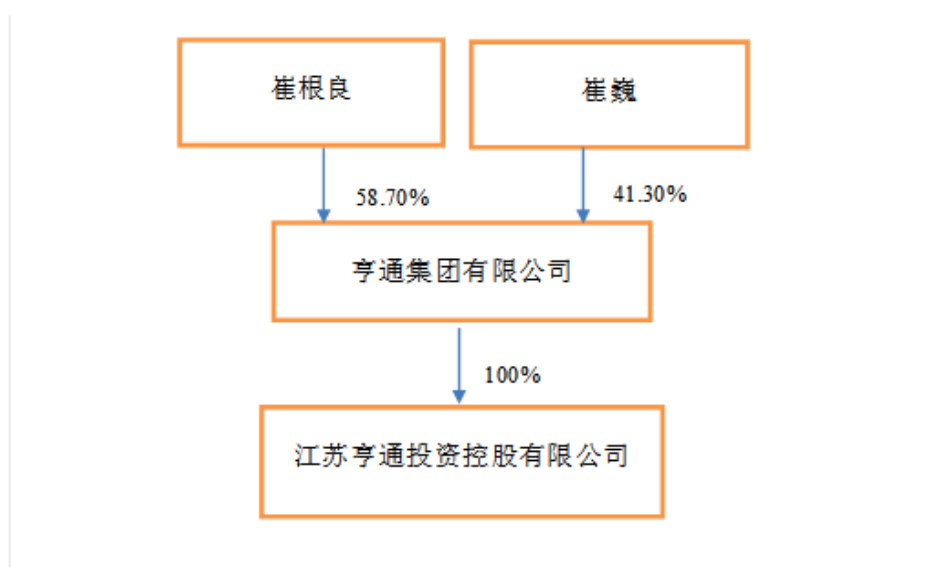 崔根良
崔巍
58.70%
41.30%
亨通集团有限公司
100%
江苏亨通投资控股有限公司